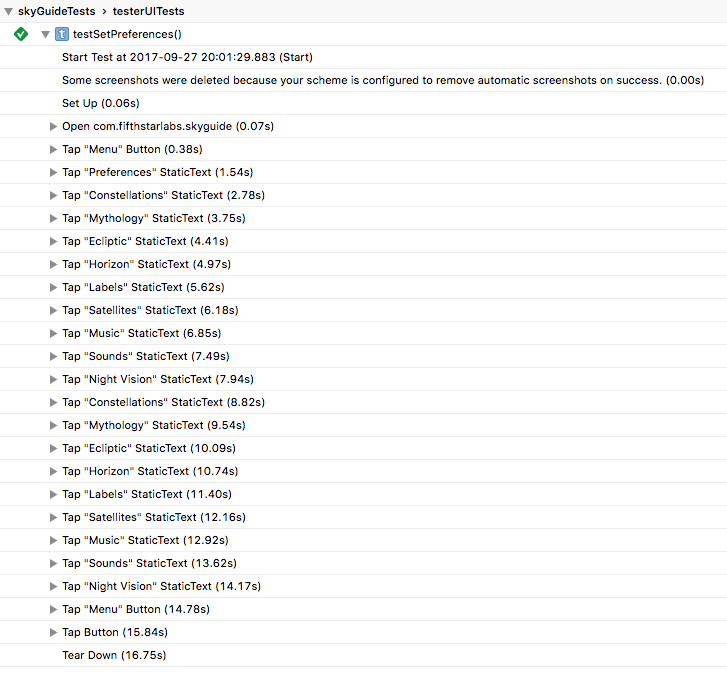 skyGuideTests > testerUITests
t testSetPreferences()
Start Test at 2017-09-27 20:01:29.883 (Start)
Some screenshots were deleted because your scheme is configured to remove automatic screenshots on success. (0.00s)
Set Up (0.06s)
Open com.fifthstarlabs.skyguide (0.07s)
Tap "Menu" Button (0.38s)
Tap "Preferences" StaticText (1.54s)
Tap "Constellations" StaticText (2.78s)
Tap "Mythology" StaticText (3.75s)
Tap "Ecliptic" StaticText (4.41s)
Tap "Horizon" StaticText (4.97s)
Tap "Labels" StaticText (5.62s)
Tap "Satellites" StaticText (6.18s)
Tap "Music" StaticText (6.85s)
Tap "Sounds" StaticText (7.49s)
Tap "Night Vision" StaticText (7.94s)
Tap "Constellations" StaticText (8.82s)
Tap "Mythology" StaticText (9.54s)
Tap "Ecliptic" StaticText (10.09s)
Tap "Horizon" StaticText (10.74s)
Tap "Labels" StaticText (11.40s)
Tap "Satellites" StaticText (12.16s)
Tap "Music" StaticText (12.92s)
Tap "Sounds" StaticText (13.62s)
Tap "Night Vision" StaticText (14.17s)
Tap "Menu" Button (14.78s)
Tap Button (15.84s)
Tear Down (16.75s)